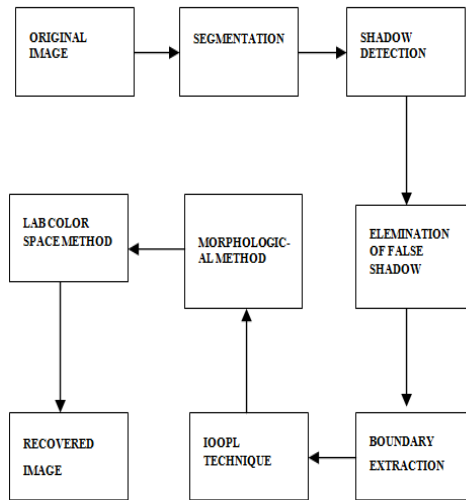 ORIGINAL
IMAGE
SEGMENTATION
SHADOW
DETECTION
ELEMINATION
OF FALSE
SHADOW
BOUNDARY
EXTRACTION
IOOPL
TECHNIQUE
MORPHOLOGIC-
AL METHOD
LAB COLOR
SPACE METHOD
RECOVERED
IMAGE